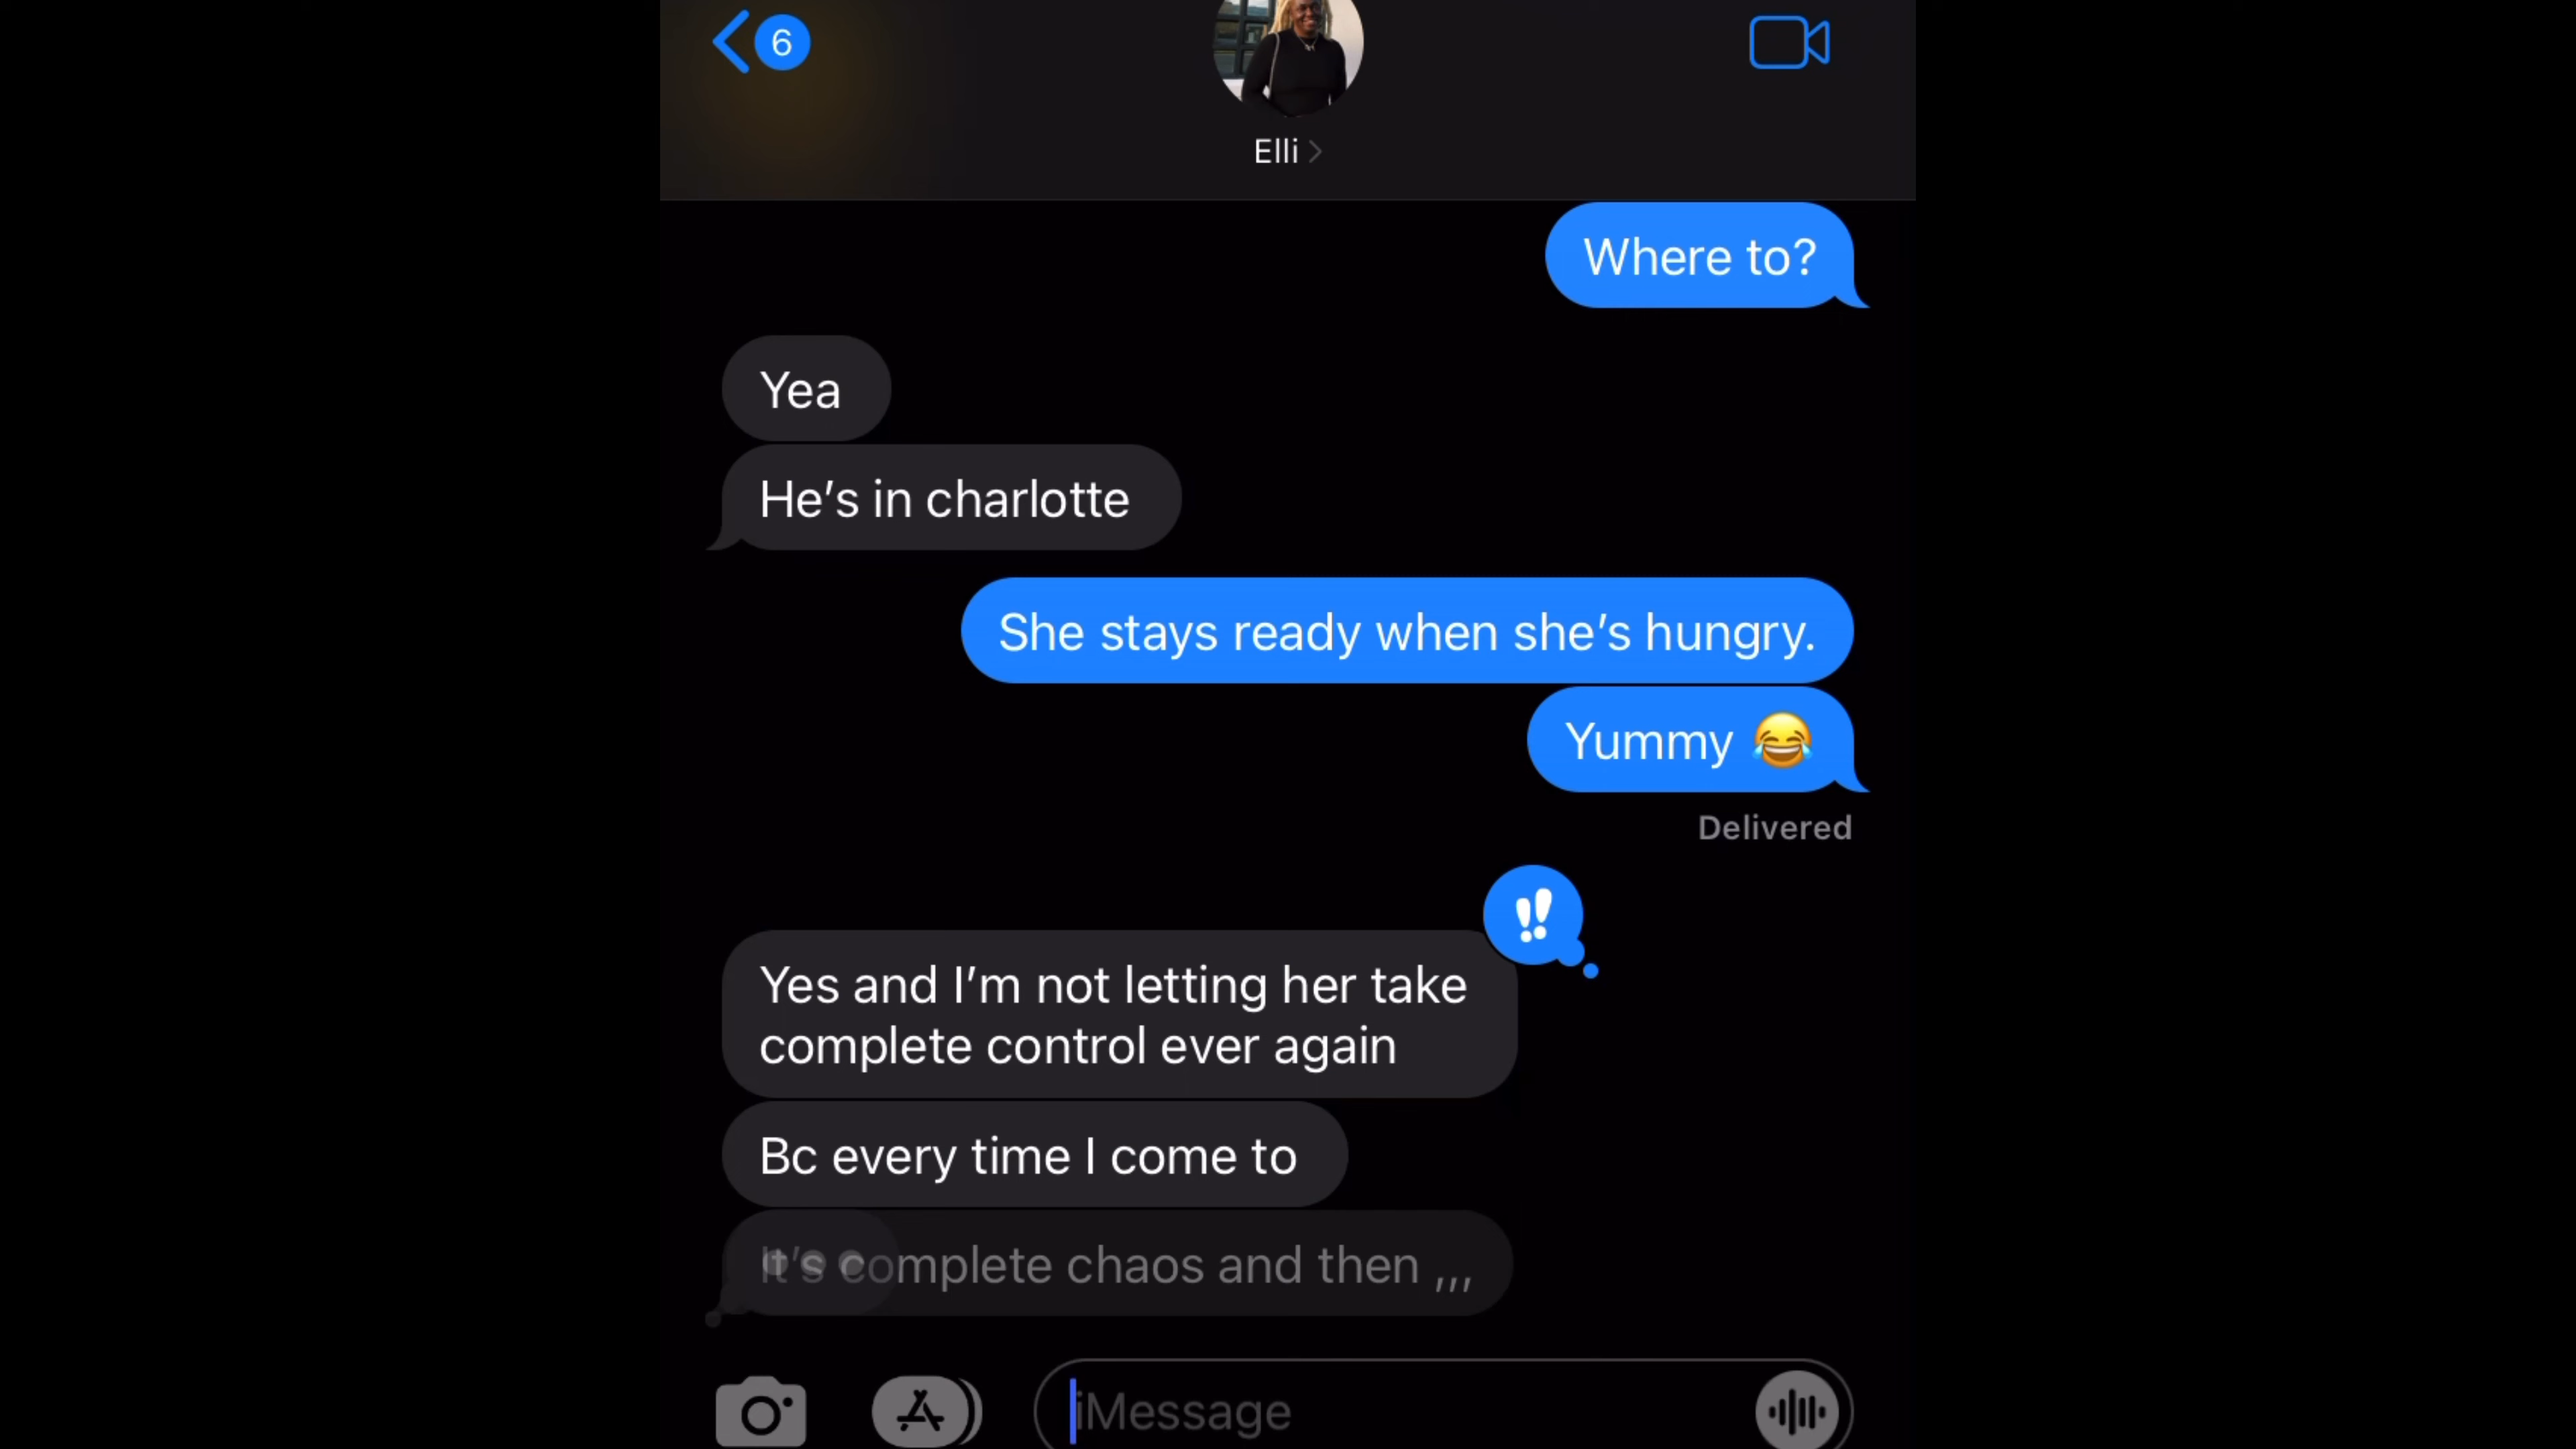 6
Elli
Where to?
Yea
He's in charlotte
She stays ready when she's hungry.
Yummy 😂
Delivered
Yes and I'm not letting her take
complete control ever again
Bc every time I come to
It's complete chaos and then ,,,
iMessage